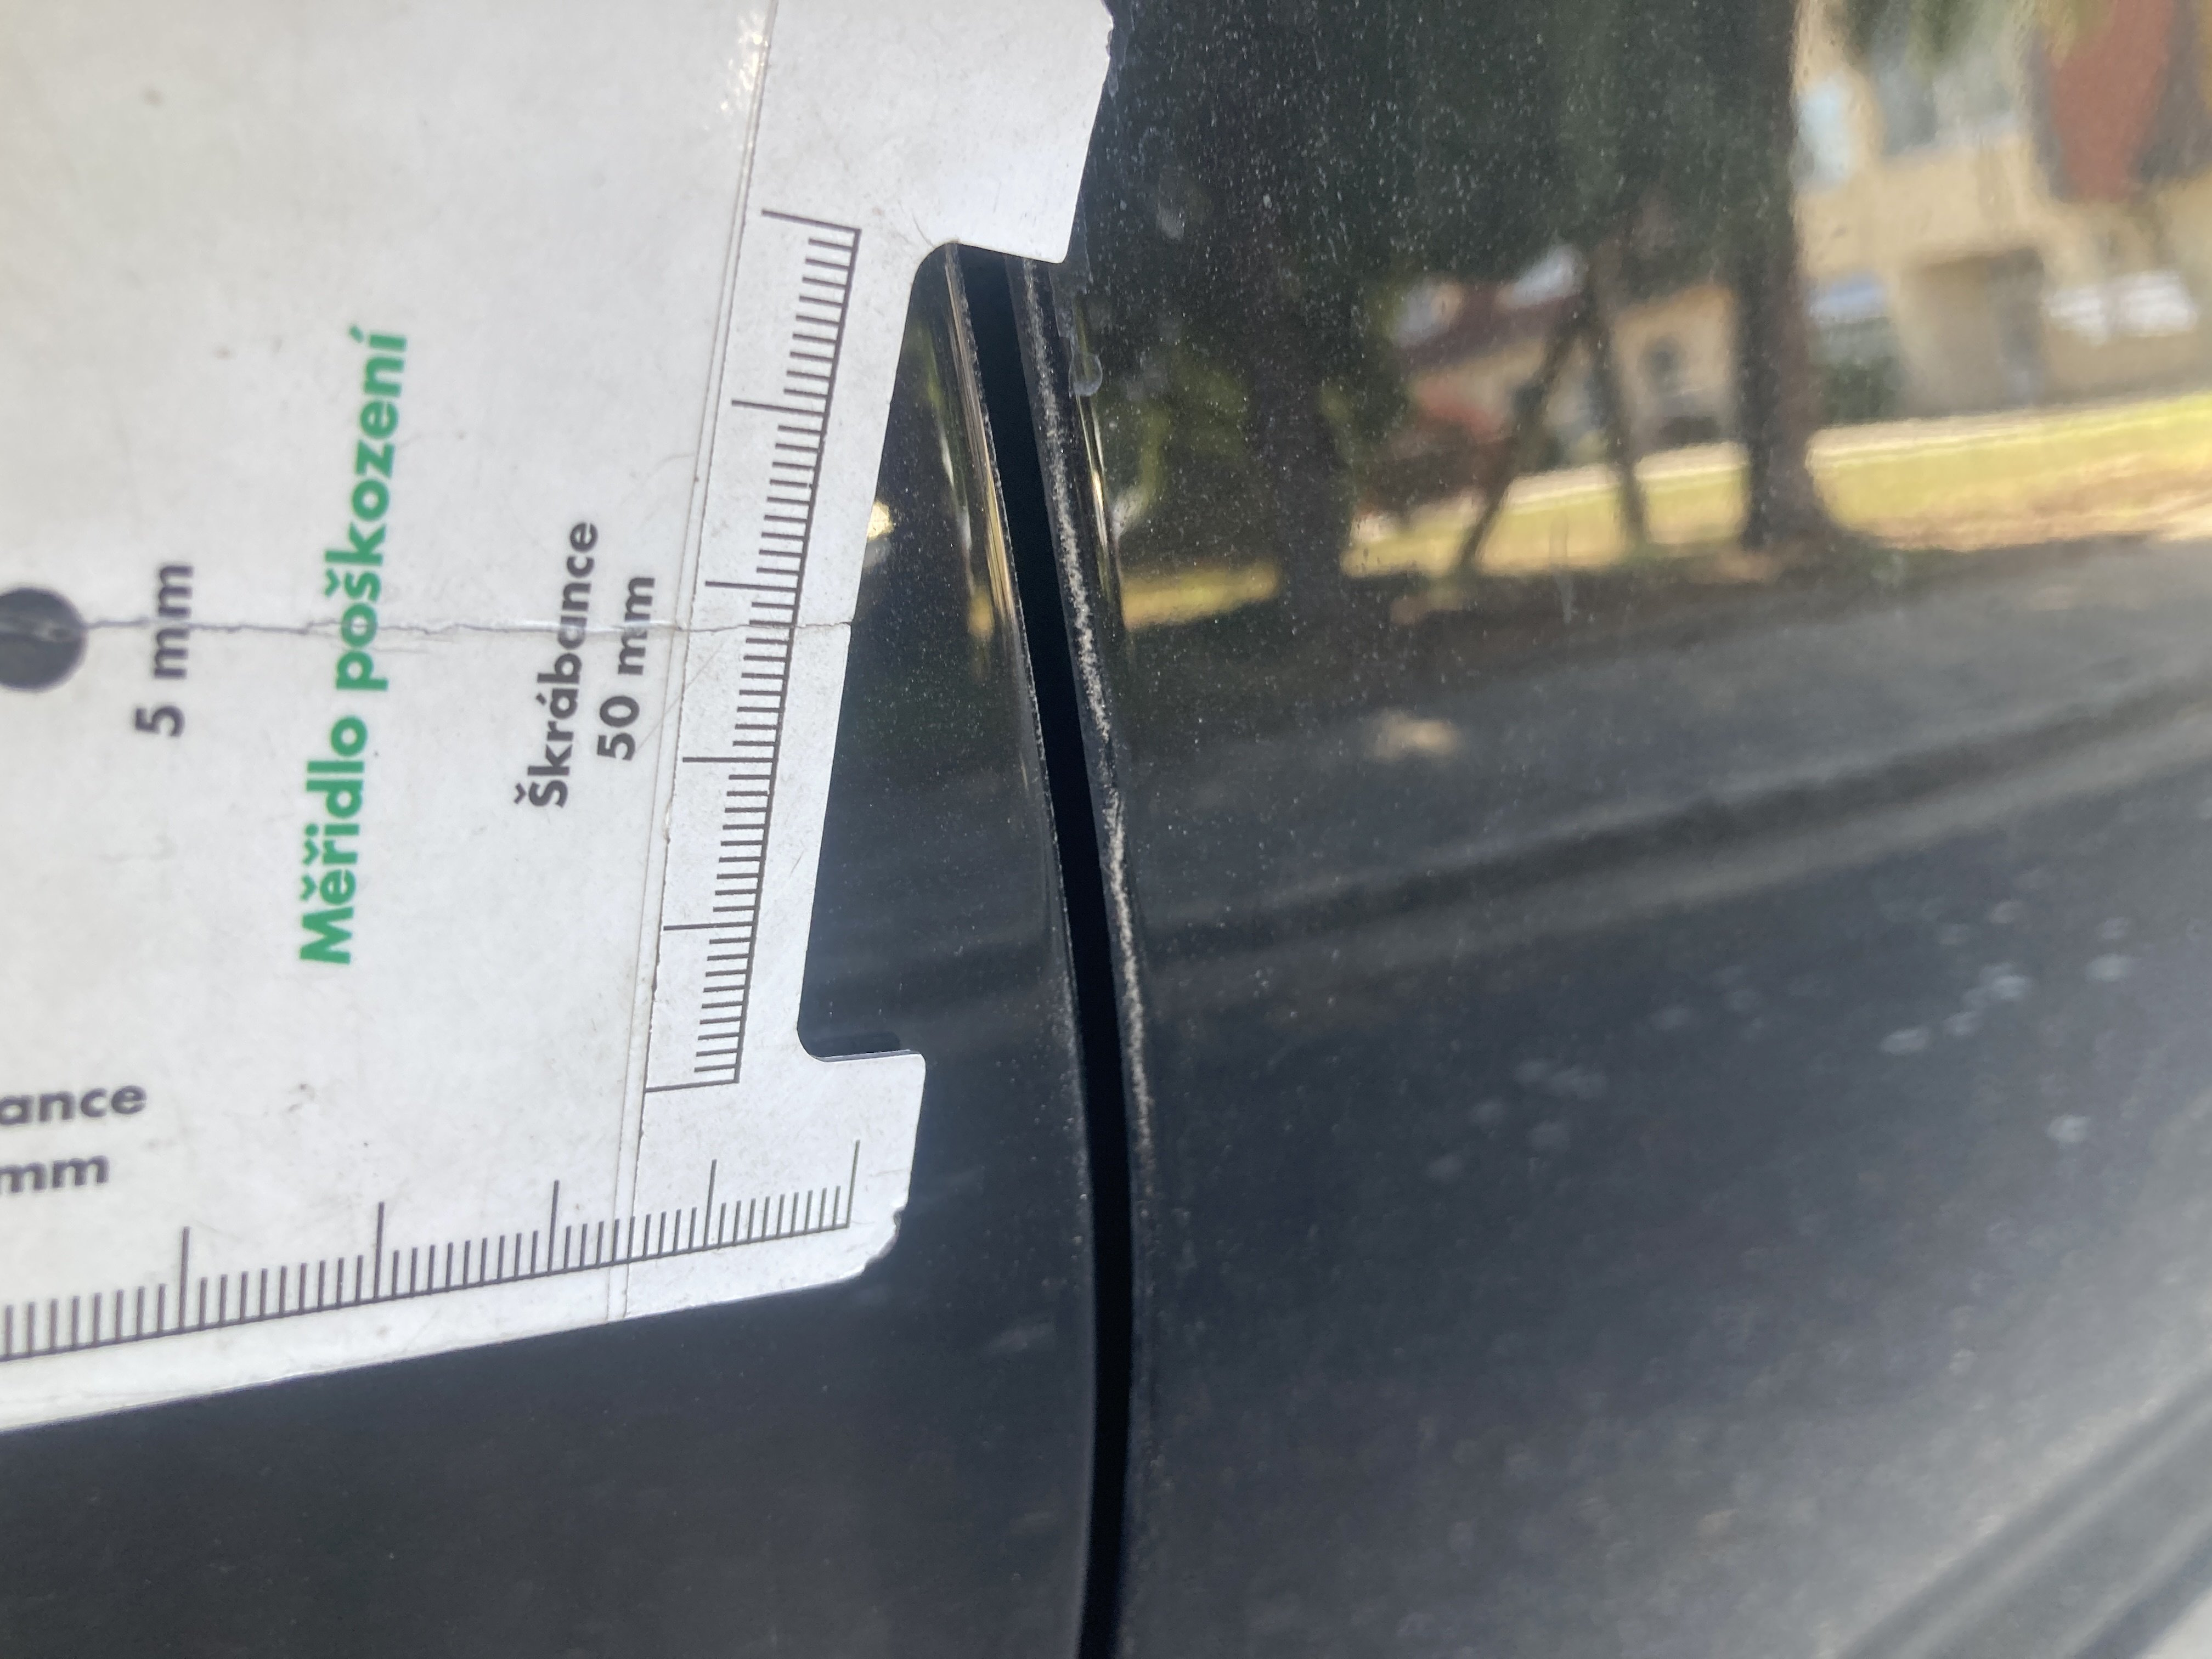 5 mm
Měřidlo poškození
Škrábance
50 mm
ance
mm